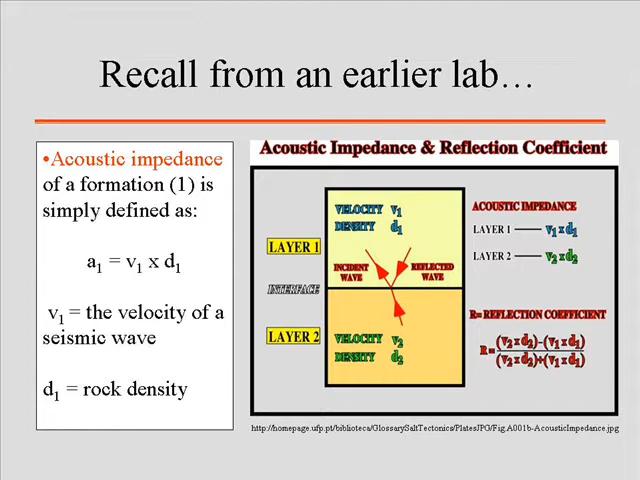 Recall from an earlier lab…
•Acoustic impedance
of a formation (1) is
simply defined as:
a₁ = v₁ x d₁
v₁ = the velocity of a
seismic wave
d₁ = rock density
Acoustic Impedance & Reflection Coefficient
VELOCITY v₁
DENSITY d₁
LAYER 1
INCIDENT WAVE
REFLECTED WAVE
INTERFACE
LAYER 2
VELOCITY v₂
DENSITY d₂
ACOUSTIC IMPEDANCE
LAYER 1 v₁ x d₁
LAYER 2 v₂ x d₂
R= REFLECTION COEFFICIENT
R= (v₂ x d₂)-(v₁ x d₁)
(v₂ x d₂)+(v₁ x d₁)
http://homepage.ufp.pt/biblioteca/GlossarySaltTectonics/PlatesJPG/Fig.A001b-AcousticImpedance.jpg